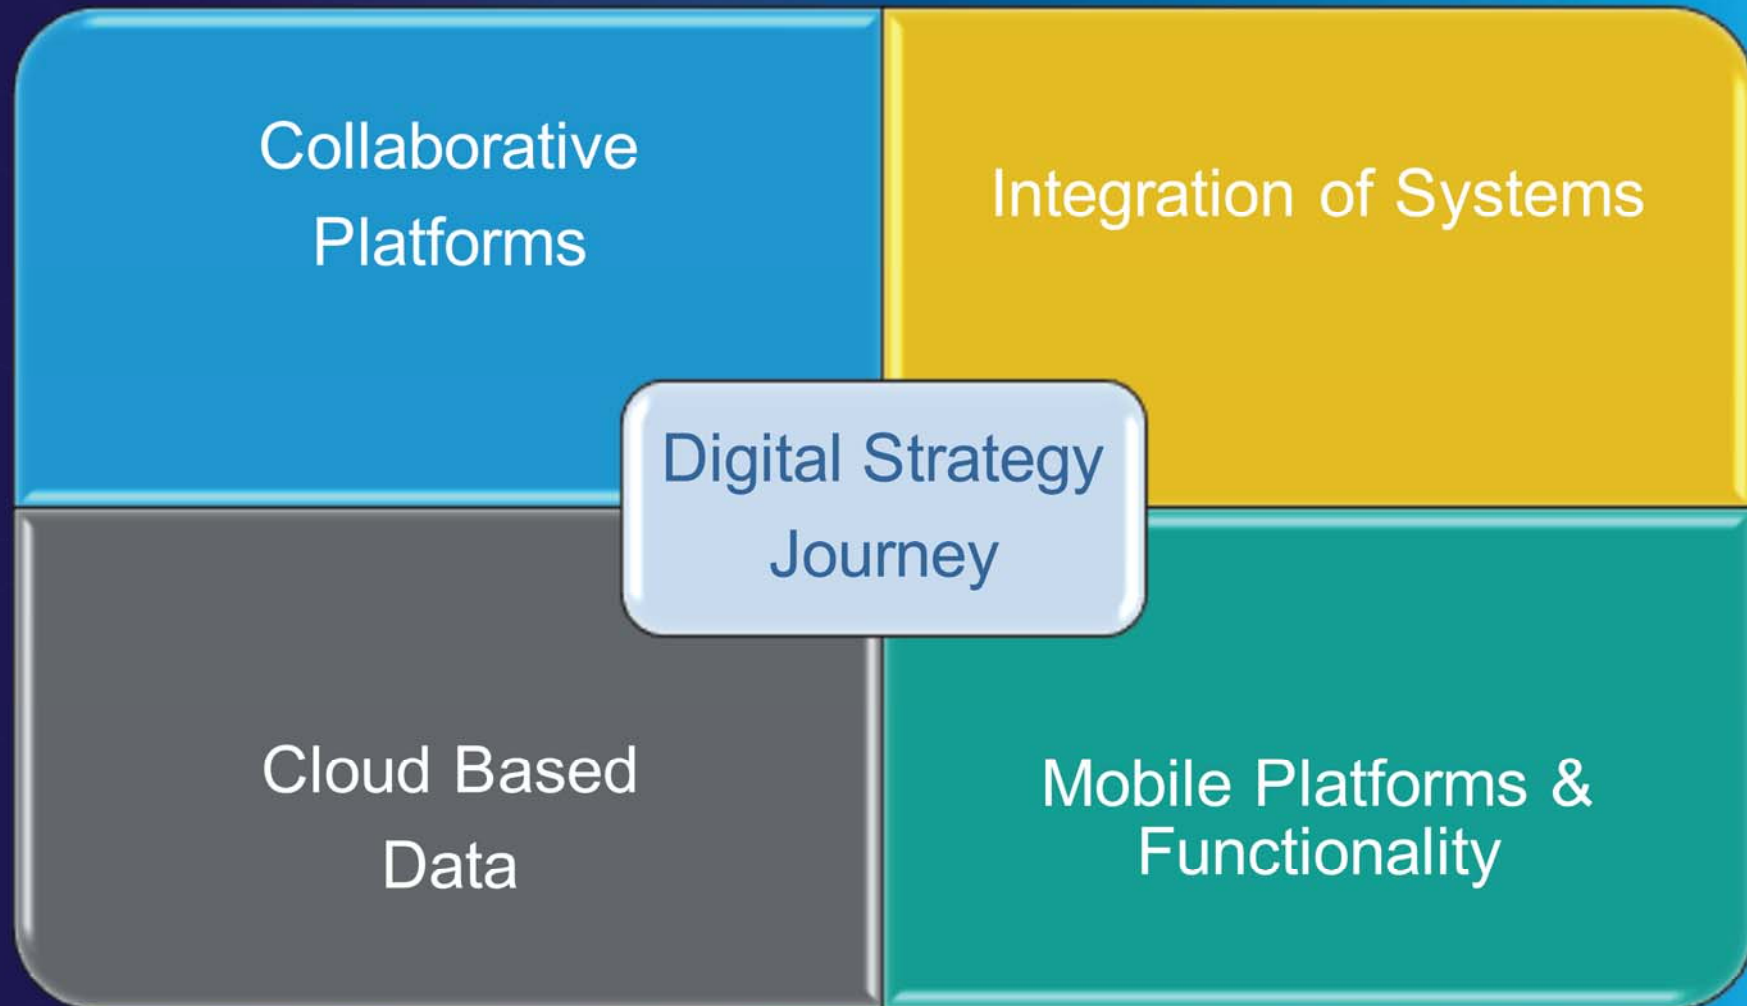 Collaborative
Platforms
Integration of Systems
Digital Strategy
Journey
Cloud Based
Data
Mobile Platforms &
Functionality